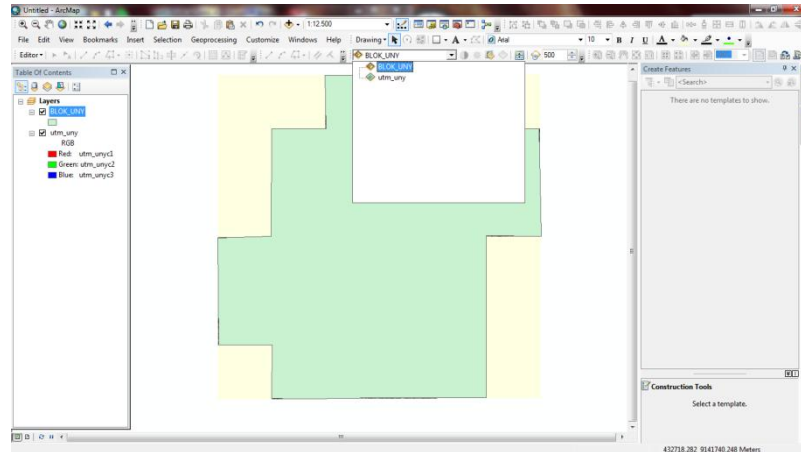 Untitled - ArcMap
1:12.500
File Edit View Bookmarks Insert Selection Geoprocessing Customize Windows Help
Drawing A Arial 10 B I U A
Editor
BLOK_UNY
500
BLOK_UNY
utm_uny
Table Of Contents
Layers
BLOK_UNY
utm_uny
RGB
Red: utm_unyc1
Green: utm_unyc2
Blue: utm_unyc3
Create Features
<Search>
There are no templates to show.
Construction Tools
Select a template.
432718,282 9141740,248 Meters